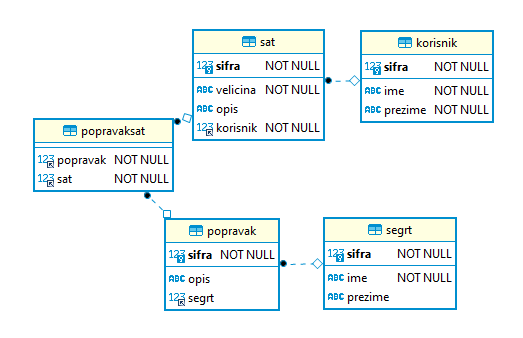 sat
123 sifra NOT NULL
ABC velicina NOT NULL
ABC opis
123 korisnik NOT NULL
korisnik
123 sifra NOT NULL
ABC ime NOT NULL
ABC prezime NOT NULL
popravaksat
123 popravak NOT NULL
123 sat NOT NULL
popravak
123 sifra NOT NULL
ABC opis
123 segrt
segrt
123 sifra NOT NULL
ABC ime NOT NULL
ABC prezime